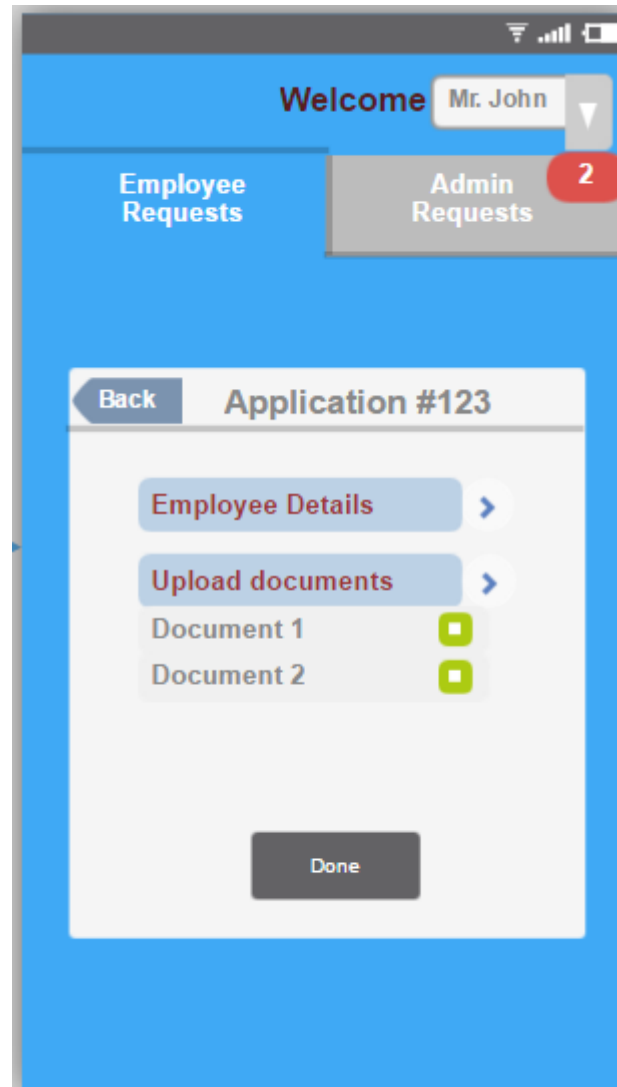 Welcome Mr. John
2
Employee
Requests
Admin
Requests
Back Application #123
Employee Details
Upload documents
Document 1
Document 2
Done